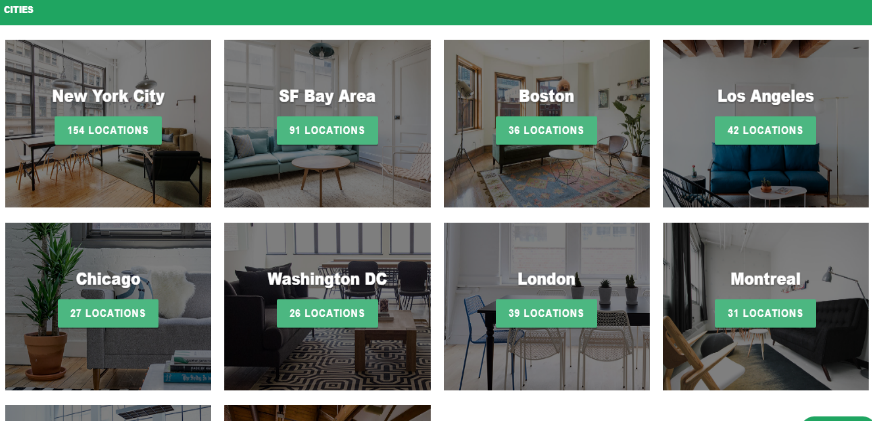 CITIES
New York City
154 LOCATIONS
SF Bay Area
91 LOCATIONS
Boston
36 LOCATIONS
Los Angeles
42 LOCATIONS
Chicago
27 LOCATIONS
Washington DC
26 LOCATIONS
London
39 LOCATIONS
Montreal
31 LOCATIONS